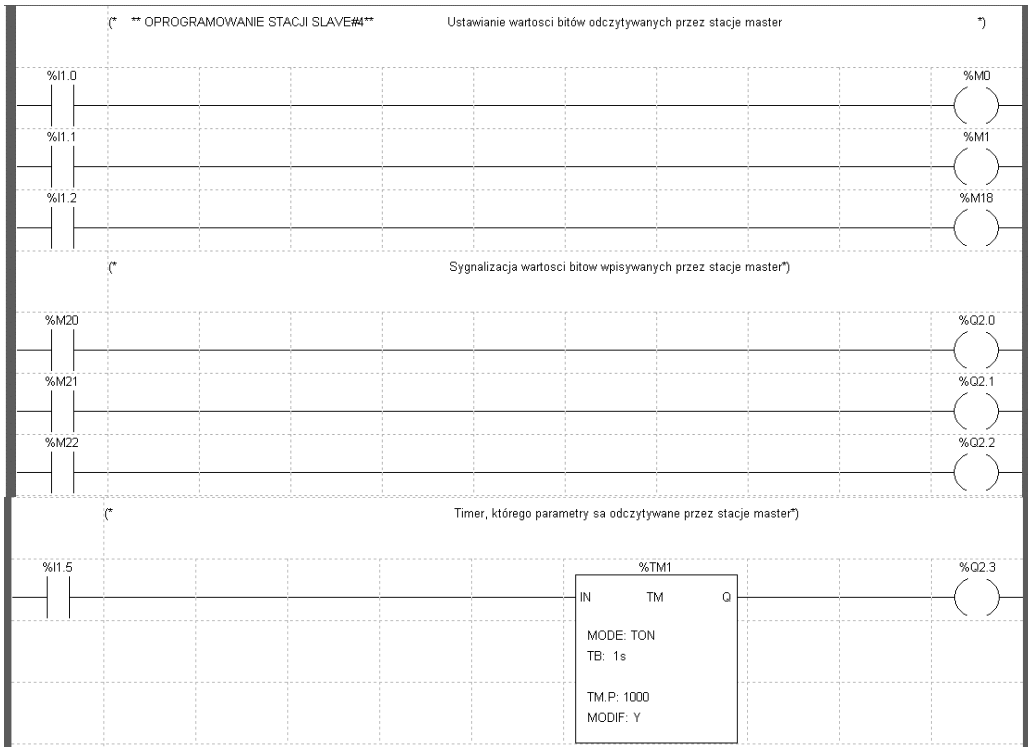 (* ** OPROGRAMOWANIE STACJI SLAVE#4** Ustawianie wartosci bitów odczytywanych przez stacje master *)
%I1.0 %M0
%I1.1 %M1
%I1.2 %M18
(* Sygnalizacja wartosci bitow wpisywanych przez stacje master*)
%M20 %Q2.0
%M21 %Q2.1
%M22 %Q2.2
(* Timer, którego parametry sa odczytywane przez stacje master*)
%I1.5 %TM1 %Q2.3
IN TM Q
MODE: TON
TB: 1s
TM.P: 1000
MODIF: Y